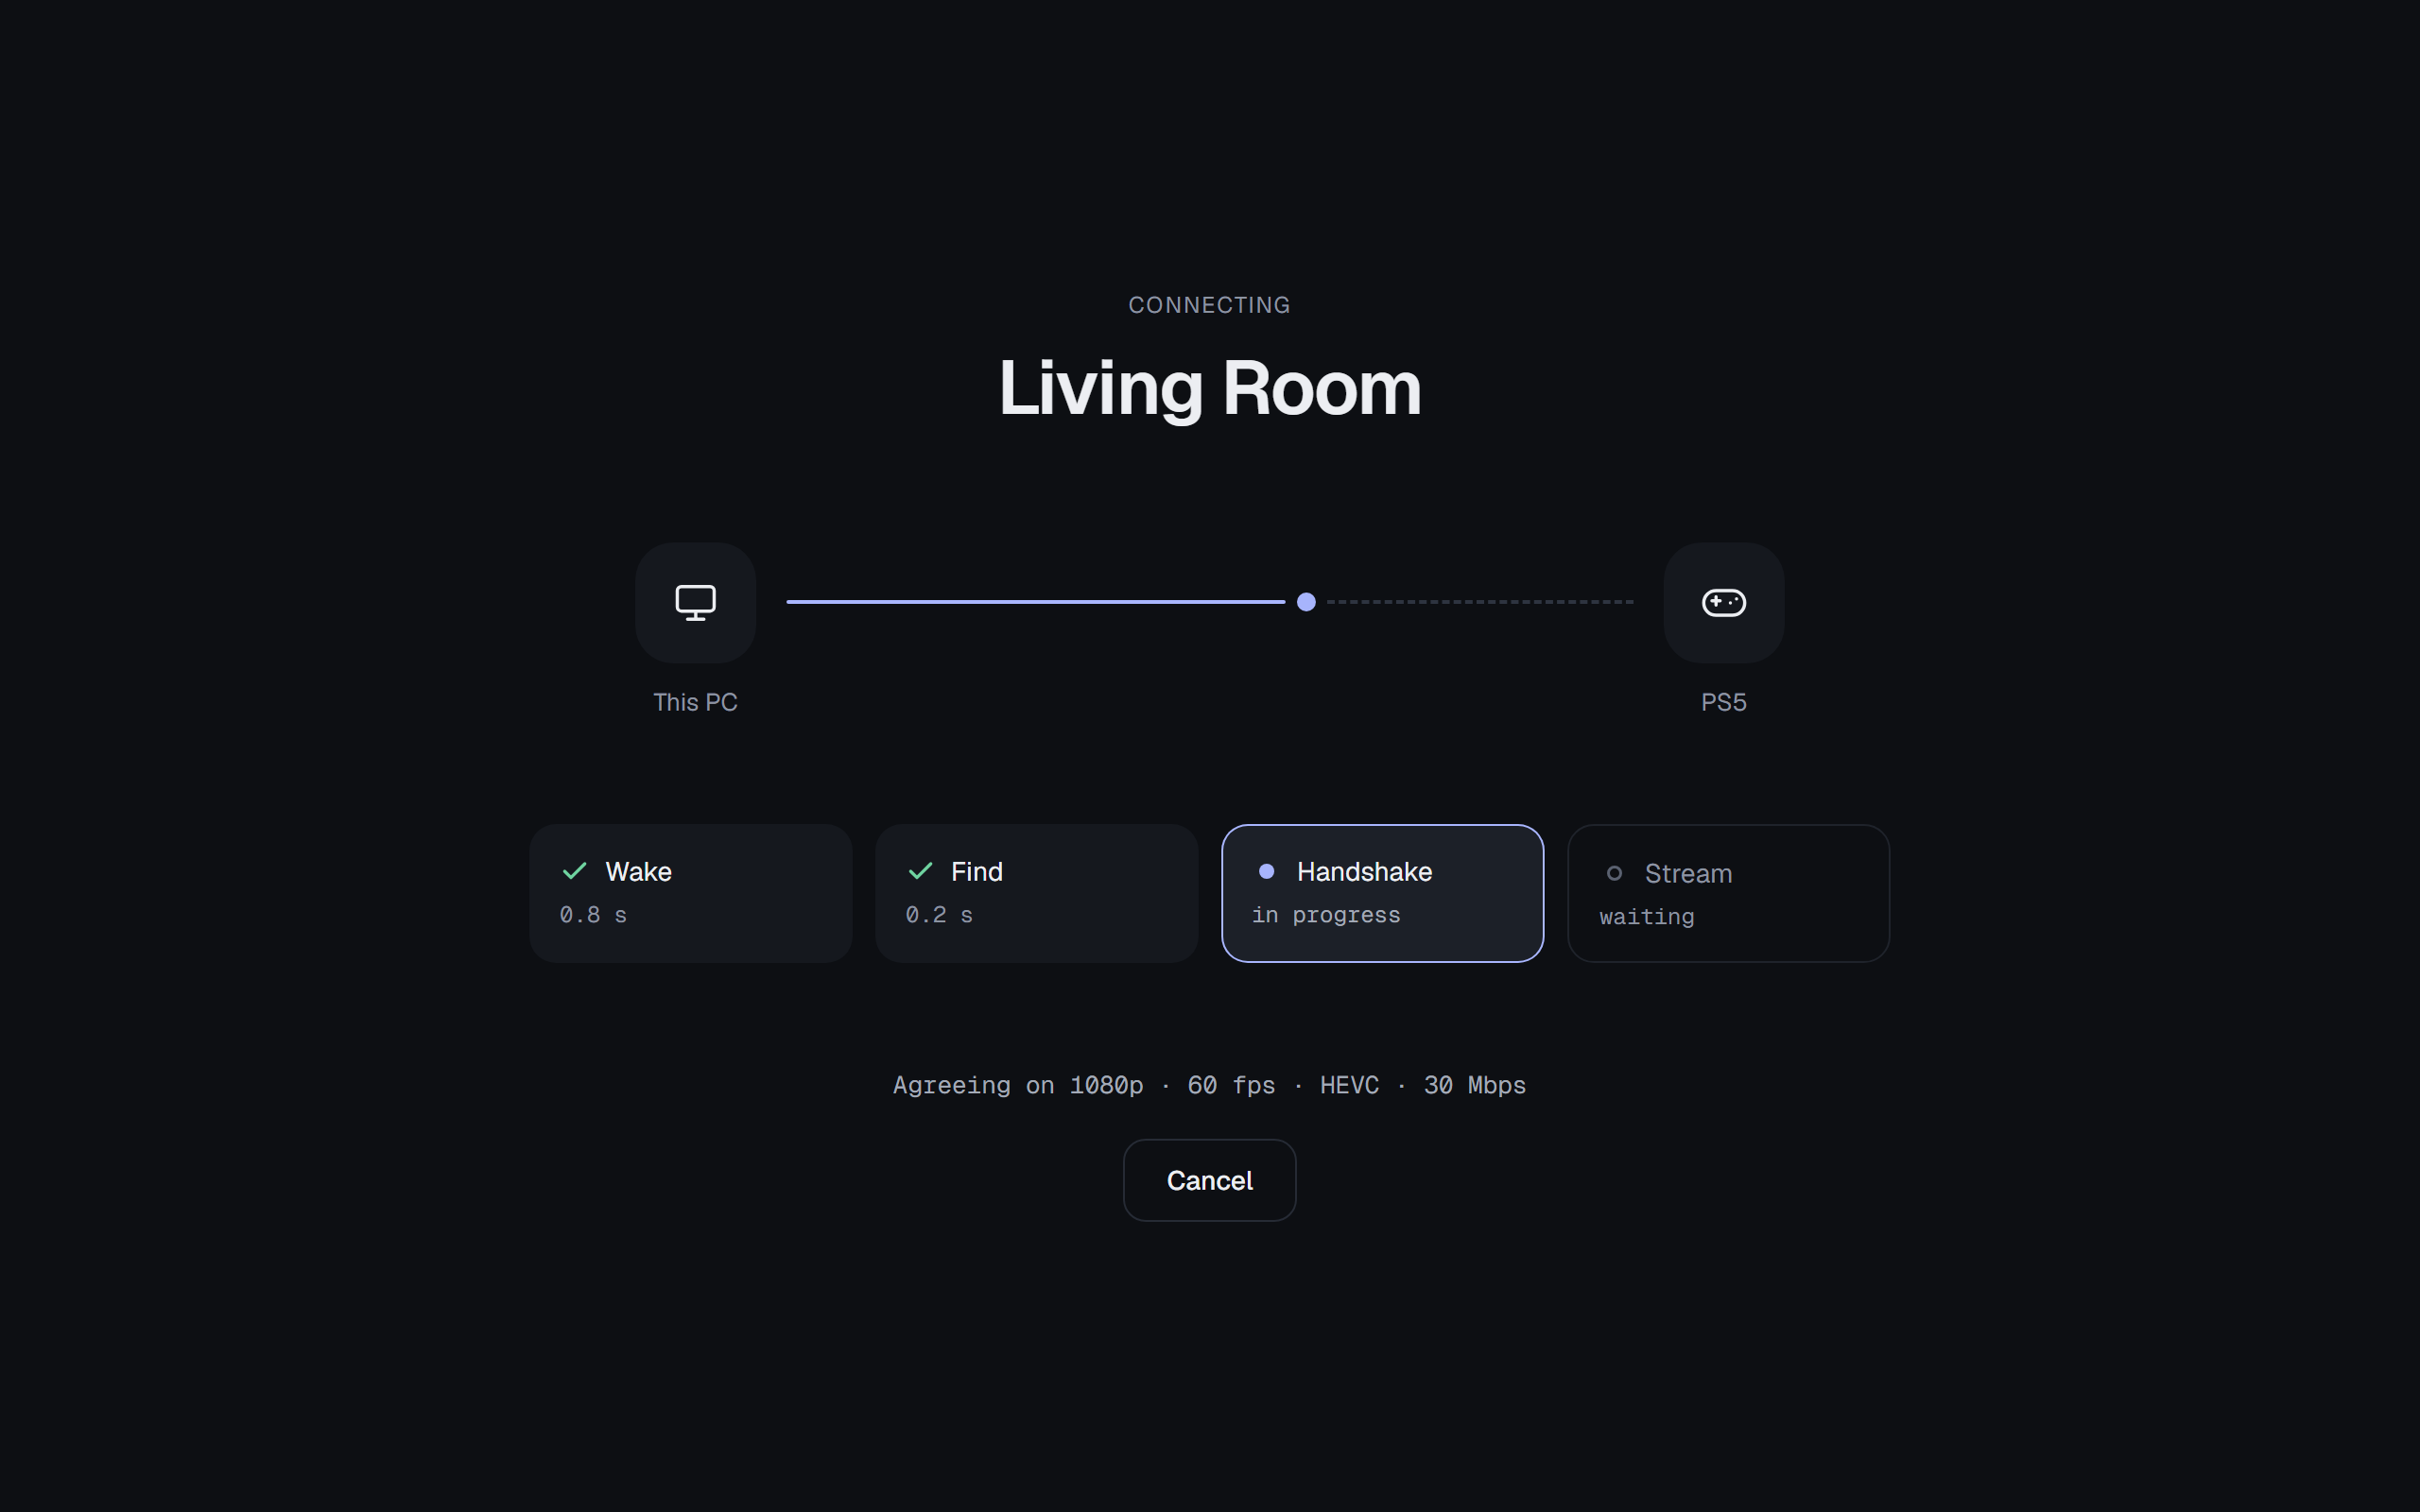 CONNECTING
Living Room
This PC
PS5
Wake
0.8 s
Find
0.2 s
Handshake
in progress
Stream
waiting
Agreeing on 1080p · 60 fps · HEVC · 30 Mbps
Cancel